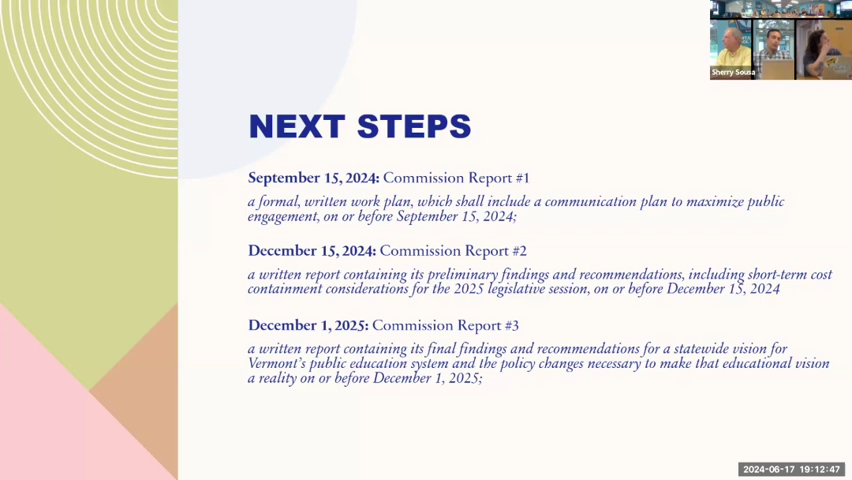 Sherry Sousa
NEXT STEPS
September 15, 2024: Commission Report #1
a formal, written work plan, which shall include a communication plan to maximize public
engagement, on or before September 15, 2024;
December 15, 2024: Commission Report #2
a written report containing its preliminary findings and recommendations, including short-term cost
containment considerations for the 2025 legislative session, on or before December 15, 2024
December 1, 2025: Commission Report #3
a written report containing its final findings and recommendations for a statewide vision for
Vermont's public education system and the policy changes necessary to make that educational vision
a reality on or before December 1, 2025;
2024-06-17 19:12:47